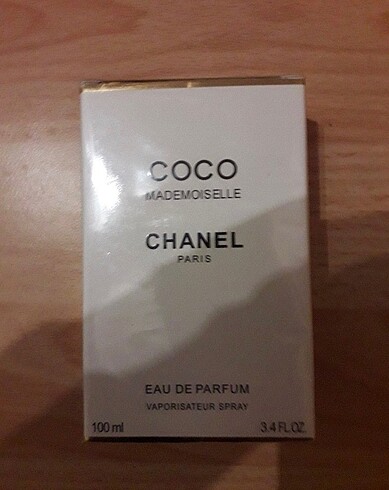 COCO
MADEMOISELLE
CHANEL
PARIS
EAU DE PARFUM
VAPORISATEUR SPRAY
100 ml 3.4 FL.OZ.